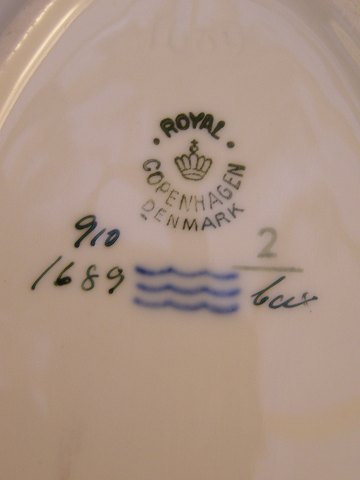 ROYAL
COPENHAGEN
DENMARK
910
1689
2